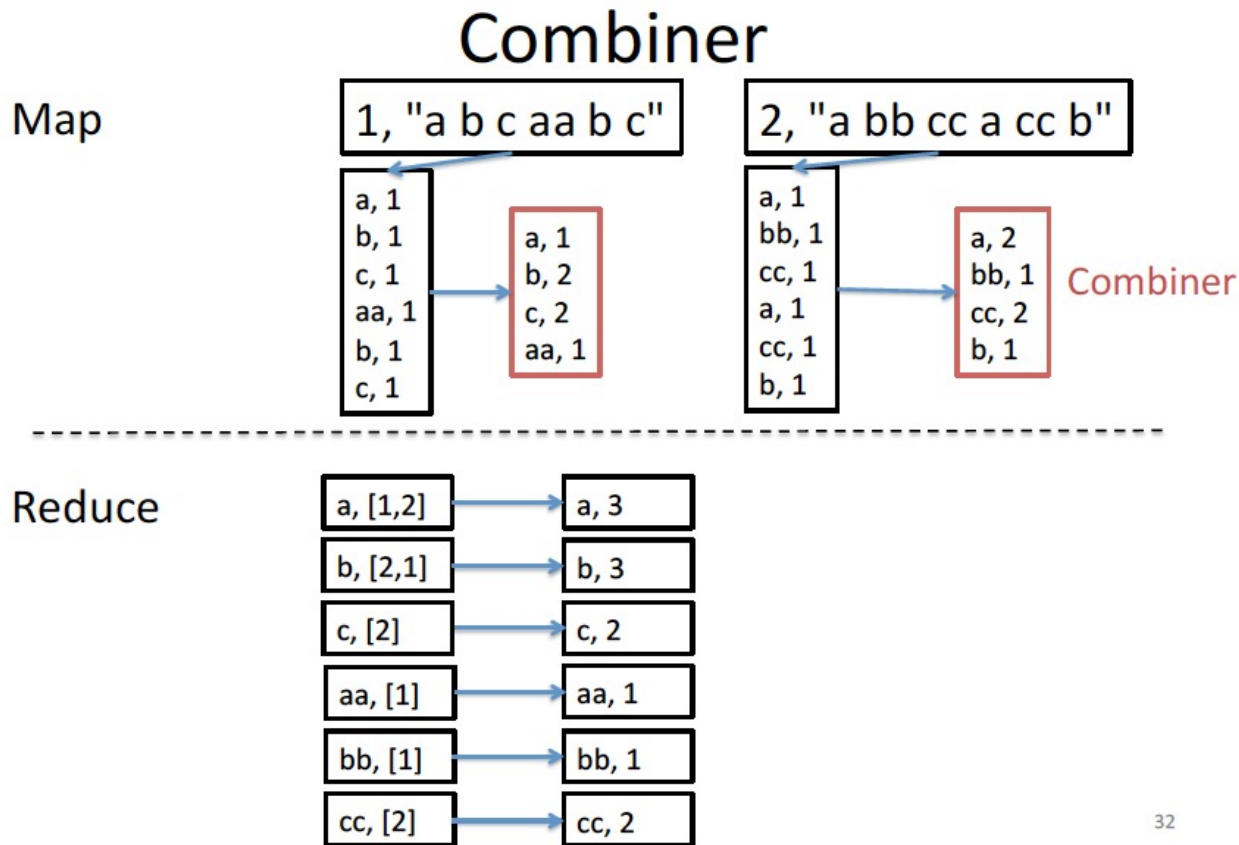 Combiner
Map
1, "a b c aa b c"
2, "a bb cc a cc b"
a, 1
b, 1
c, 1
aa, 1
b, 1
c, 1
a, 1
b, 2
c, 2
aa, 1
a, 1
bb, 1
cc, 1
a, 1
cc, 1
b, 1
a, 2
bb, 1
cc, 2
b, 1
Combiner
Reduce
a, [1,2]
a, 3
b, [2,1]
b, 3
c, [2]
c, 2
aa, [1]
aa, 1
bb, [1]
bb, 1
cc, [2]
cc, 2
32